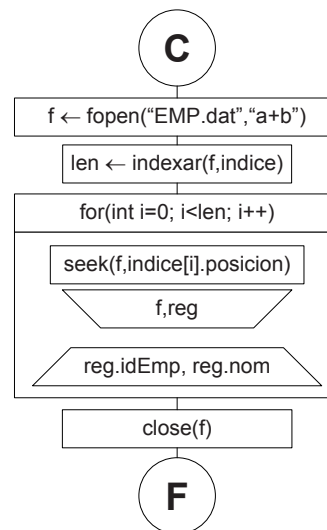 C
f ← fopen(“EMP.dat”,“a+b”)
len ← indexar(f,indice)
for(int i=0; i<len; i++)
seek(f,indice[i].posicion)
f,reg
reg.idEmp, reg.nom
close(f)
F